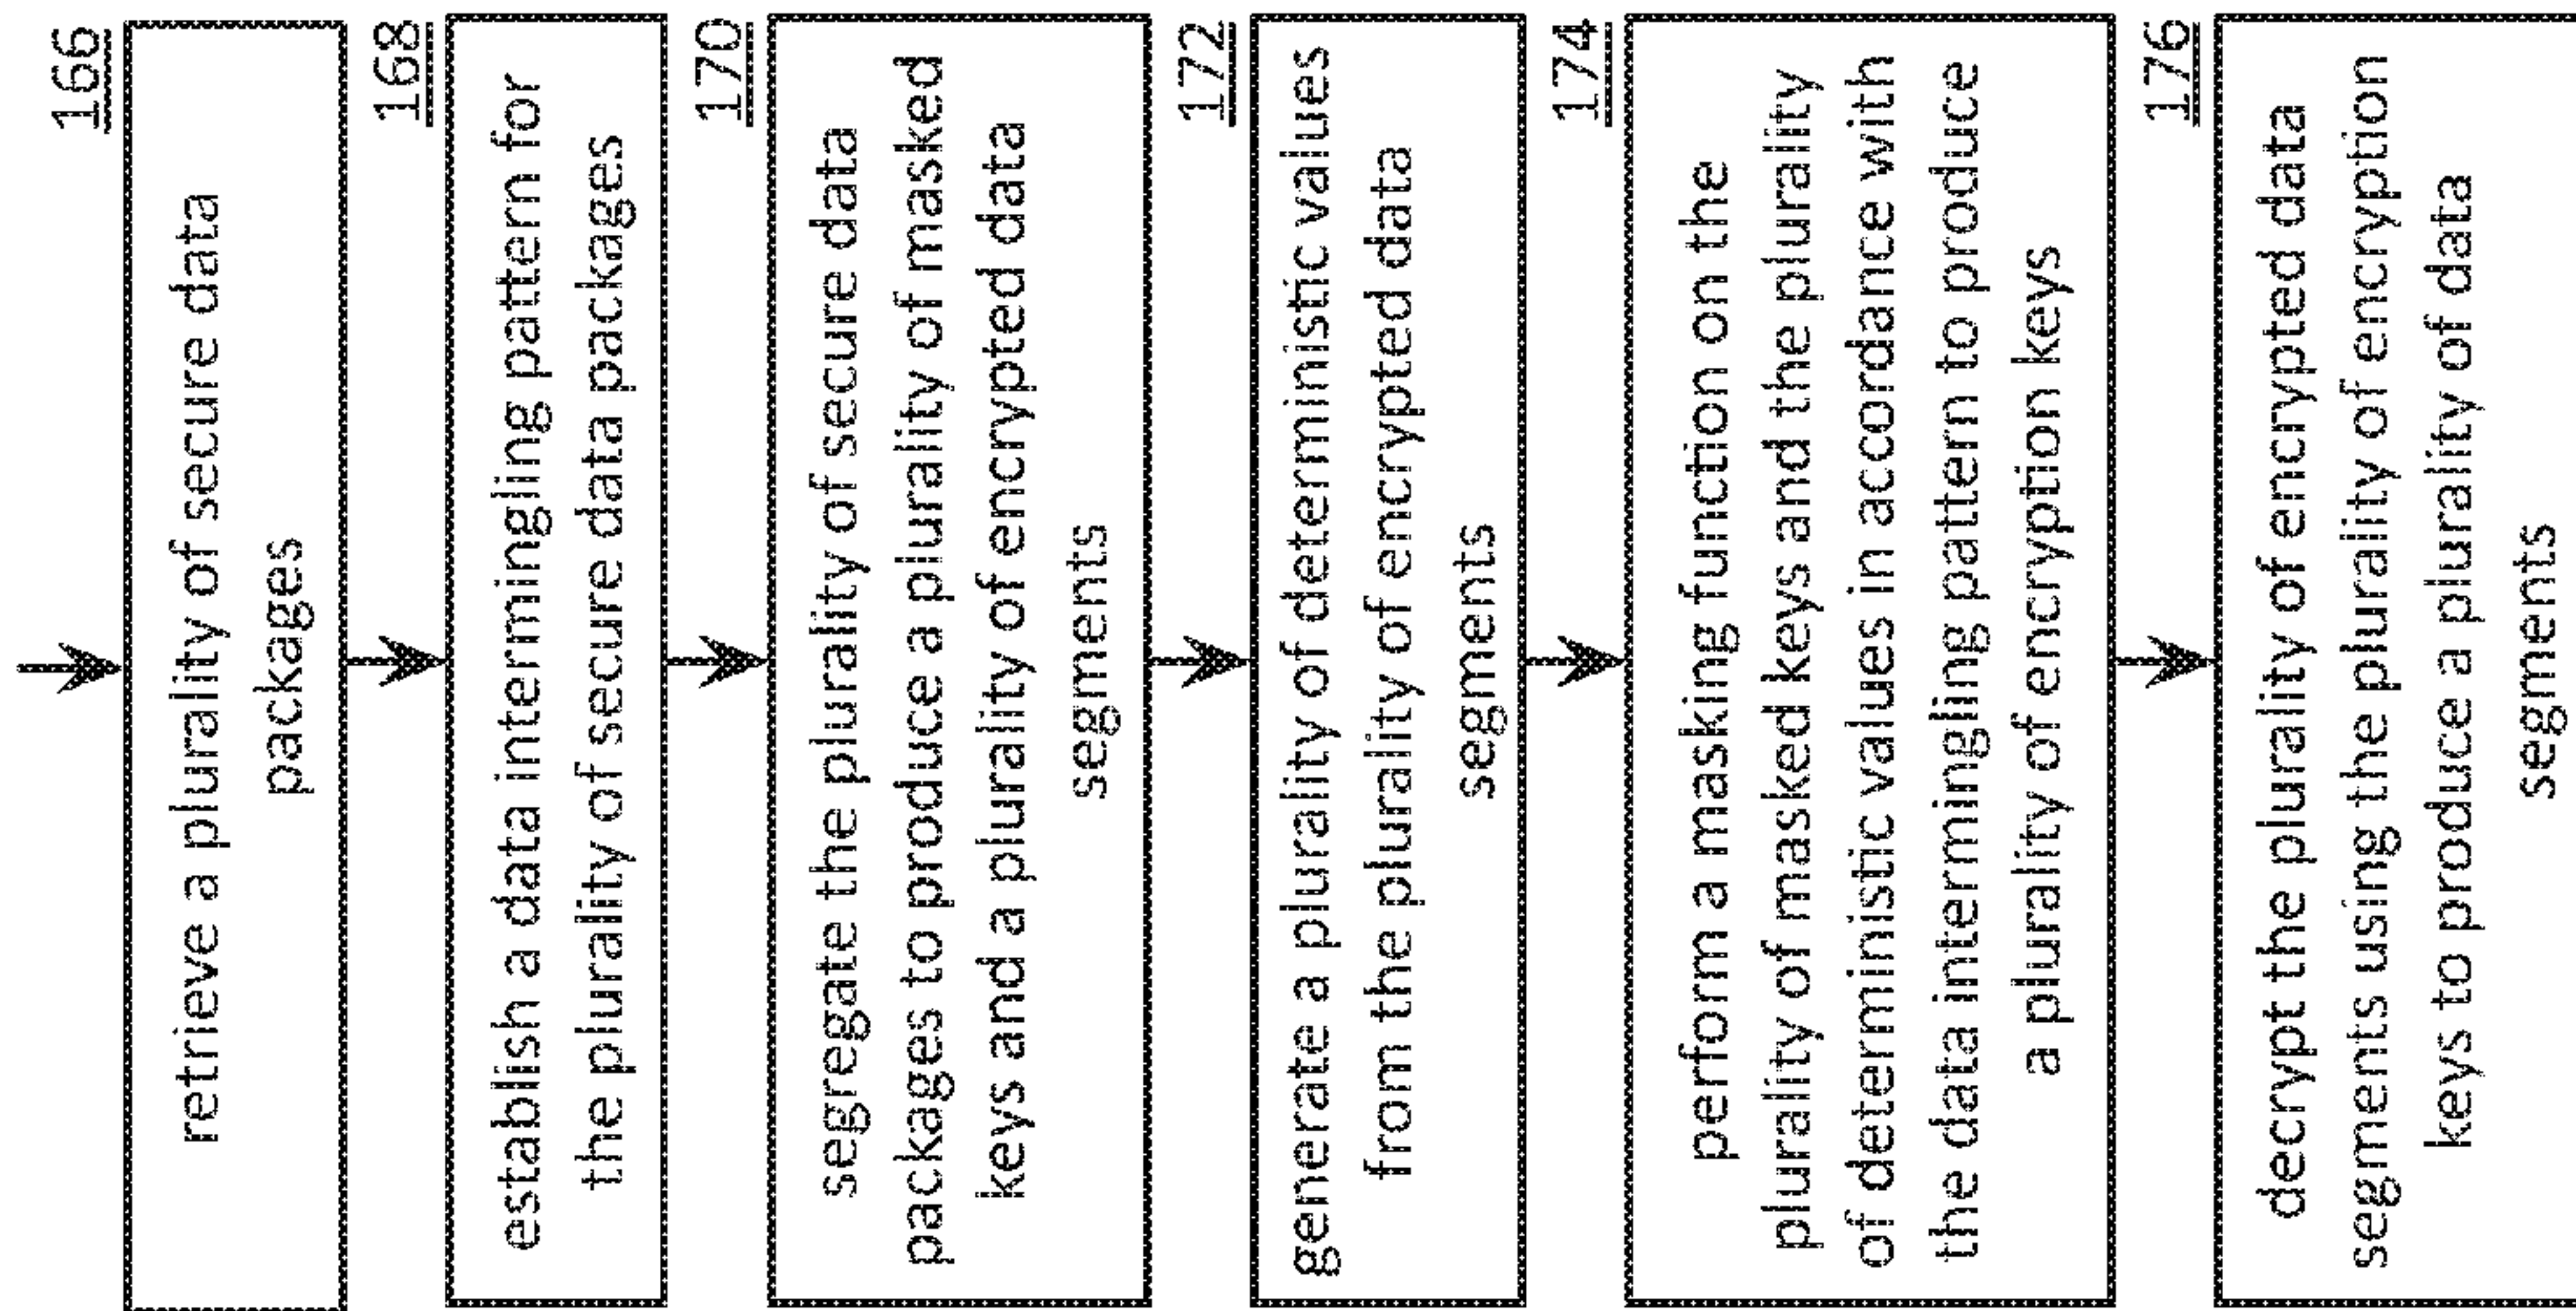 166
retrieve a plurality of secure data
packages
168
establish a data intermingling pattern for
the plurality of secure data packages
170
segregate the plurality of secure data
packages to produce a plurality of masked
keys and a plurality of encrypted data
segments
172
generate a plurality of deterministic values
from the plurality of encrypted data
segments
174
perform a masking function on the
plurality of masked keys and the plurality
of deterministic values in accordance with
the data intermingling pattern to produce
a plurality of encryption keys
176
decrypt the plurality of encrypted data
segments using the plurality of encryption
keys to produce a plurality of data
segments